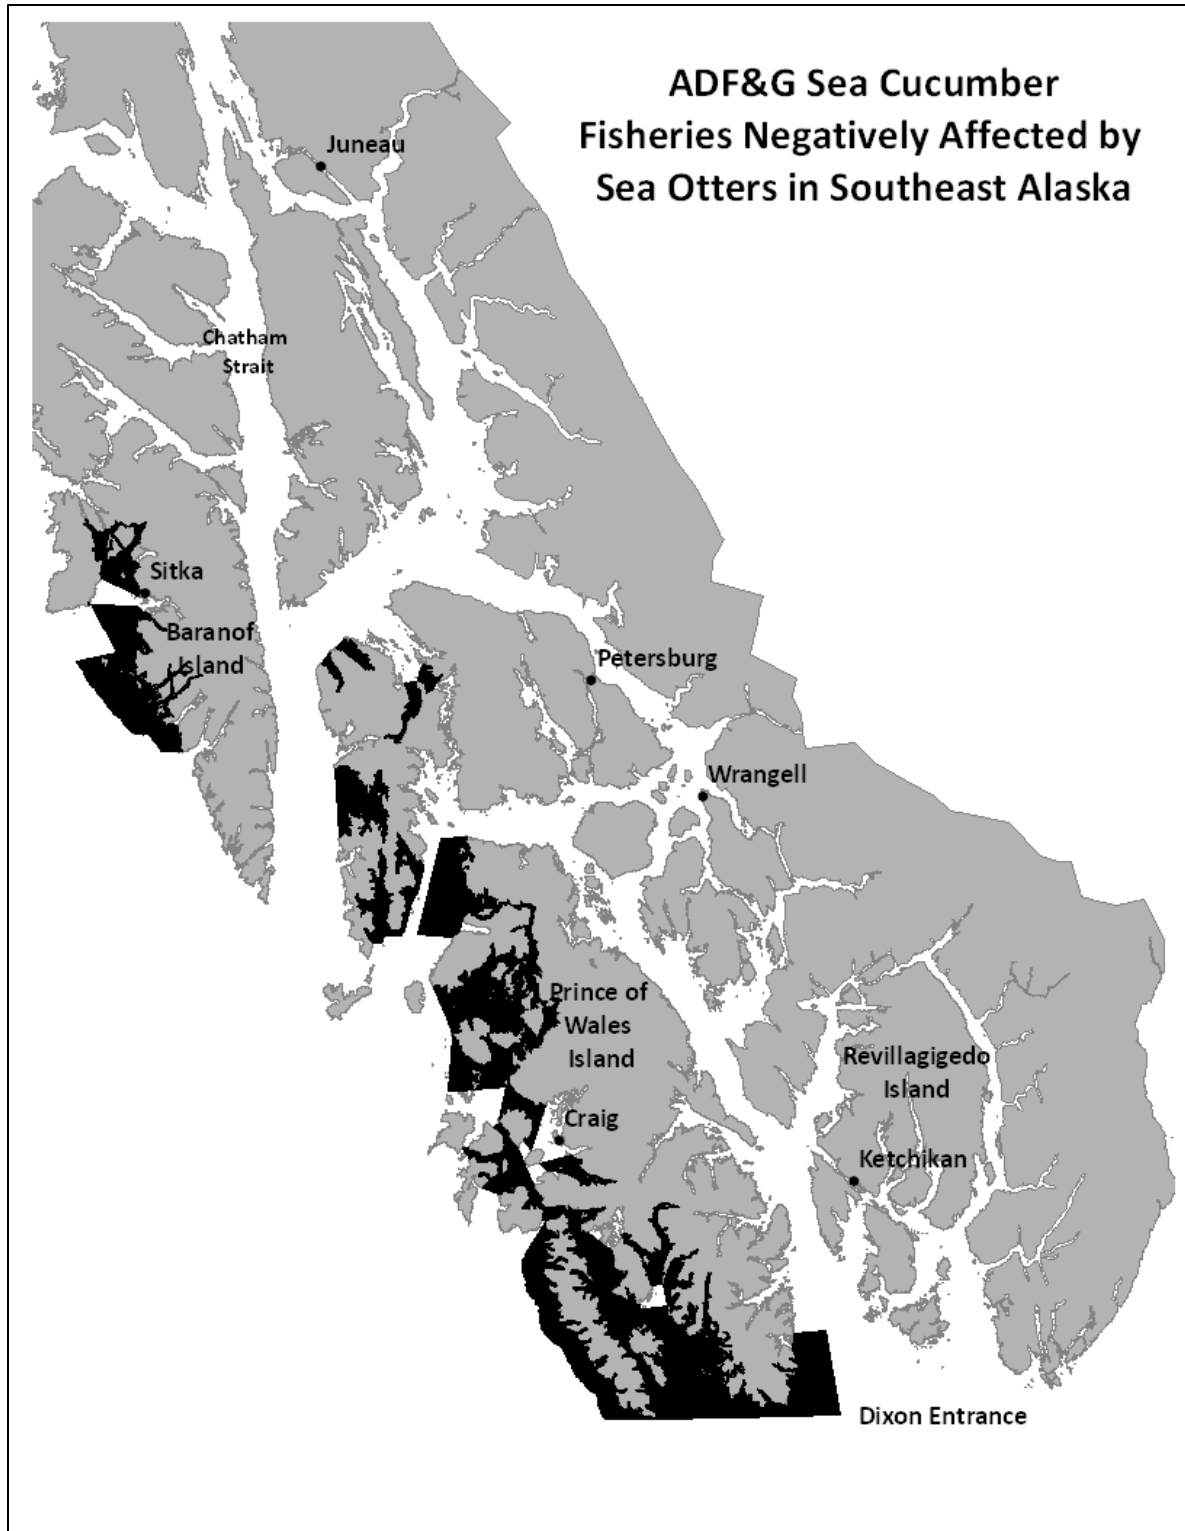 ADF&G Sea Cucumber
Fisheries Negatively Affected by
Sea Otters in Southeast Alaska
Juneau
Chatham
Strait
Sitka
Baranof
Island
Petersburg
Wrangell
Prince of
Wales
Island
Revillagigedo
Island
Craig
Ketchikan
Dixon Entrance